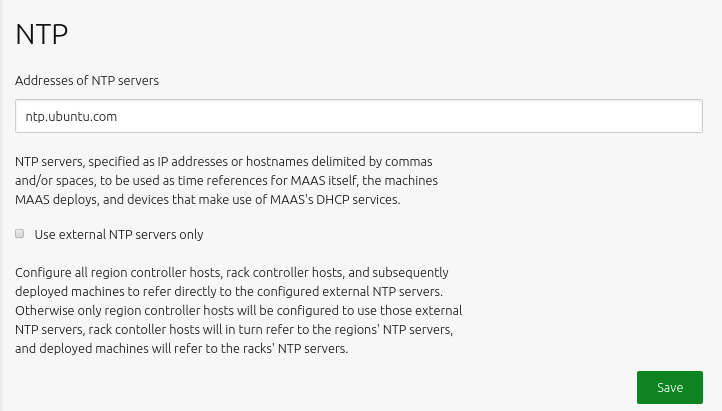 NTP
Addresses of NTP servers
ntp.ubuntu.com
NTP servers, specified as IP addresses or hostnames delimited by commas
and/or spaces, to be used as time references for MAAS itself, the machines
MAAS deploys, and devices that make use of MAAS's DHCP services.
Use external NTP servers only
Configure all region controller hosts, rack controller hosts, and subsequently
deployed machines to refer directly to the configured external NTP servers.
Otherwise only region controller hosts will be configured to use those external
NTP servers, rack contoller hosts will in turn refer to the regions' NTP servers,
and deployed machines will refer to the racks' NTP servers.
Save